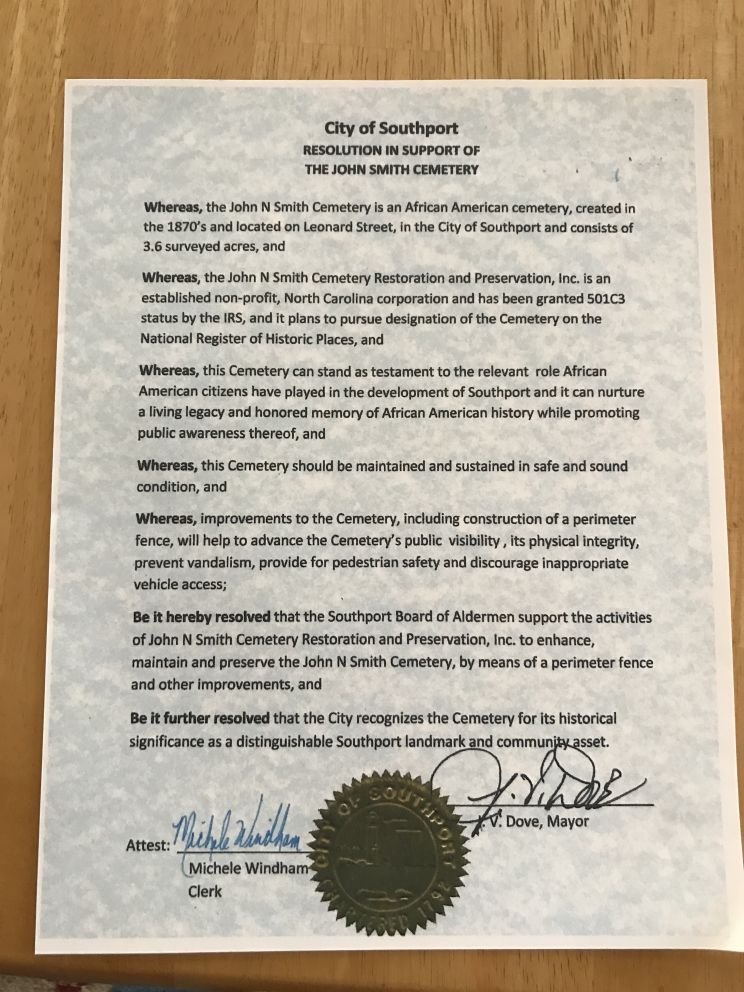 City of Southport
RESOLUTION IN SUPPORT OF
THE JOHN SMITH CEMETERY
Whereas, the John N Smith Cemetery is an African American cemetery, created in
the 1870's and located on Leonard Street, in the City of Southport and consists of
3.6 surveyed acres, and
Whereas, the John N Smith Cemetery Restoration and Preservation, Inc. is an
established non-profit, North Carolina corporation and has been granted 501C3
status by the IRS, and it plans to pursue designation of the Cemetery on the
National Register of Historic Places, and
Whereas, this Cemetery can stand as testament to the relevant role African
American citizens have played in the development of Southport and it can nurture
a living legacy and honored memory of African American history while promoting
public awareness thereof, and
Whereas, this Cemetery should be maintained and sustained in safe and sound
condition, and
Whereas, improvements to the Cemetery, including construction of a perimeter
fence, will help to advance the Cemetery's public visibility , its physical integrity,
prevent vandalism, provide for pedestrian safety and discourage inappropriate
vehicle access;
Be it hereby resolved that the Southport Board of Aldermen support the activities
of John N Smith Cemetery Restoration and Preservation, Inc. to enhance,
maintain and preserve the John N Smith Cemetery, by means of a perimeter fence
and other improvements, and
Be it further resolved that the City recognizes the Cemetery for its historical
significance as a distinguishable Southport landmark and community asset.
J. V. Dove
V. Dove, Mayor
Attest: Michele Windham
Michele Windham
Clerk
CITY OF SOUTHPORT
CHARTERED 1792